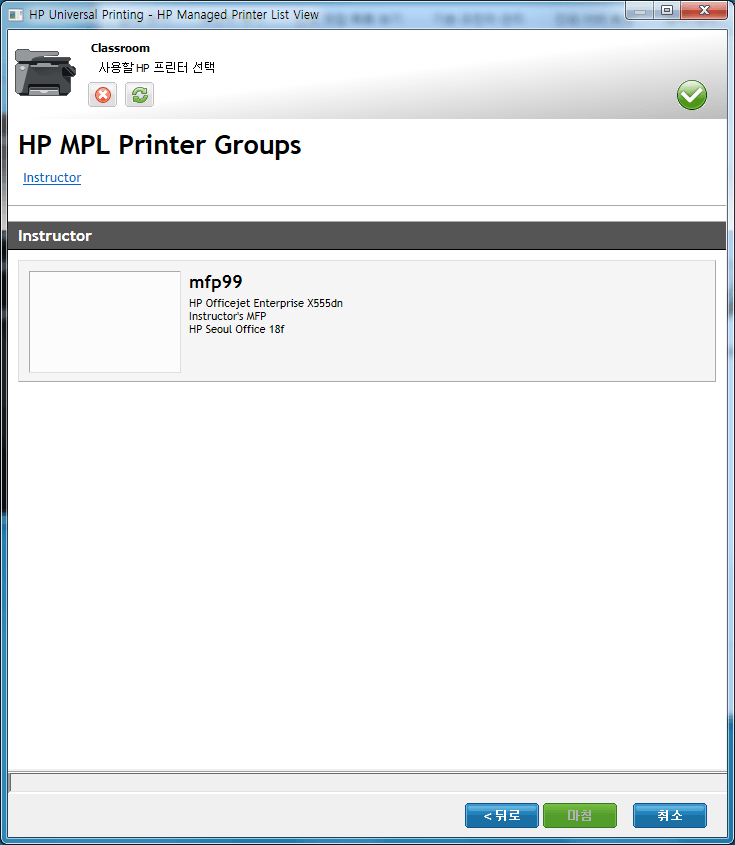 HP Universal Printing - HP Managed Printer List View
Classroom
사용할 HP 프린터 선택
HP MPL Printer Groups
Instructor
Instructor
mfp99
HP Officejet Enterprise X555dn
Instructor's MFP
HP Seoul Office 18f
< 뒤로
마침
취소